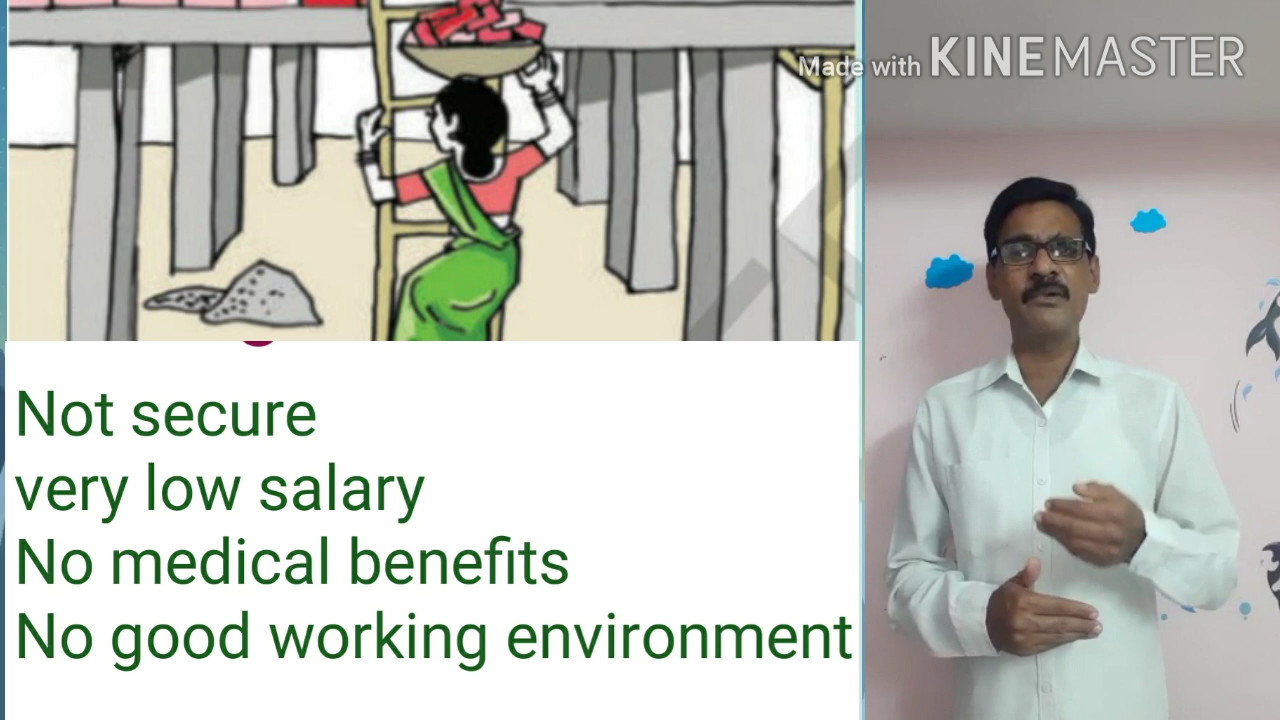 Made with KINEMASTER
Not secure
very low salary
No medical benefits
No good working environment